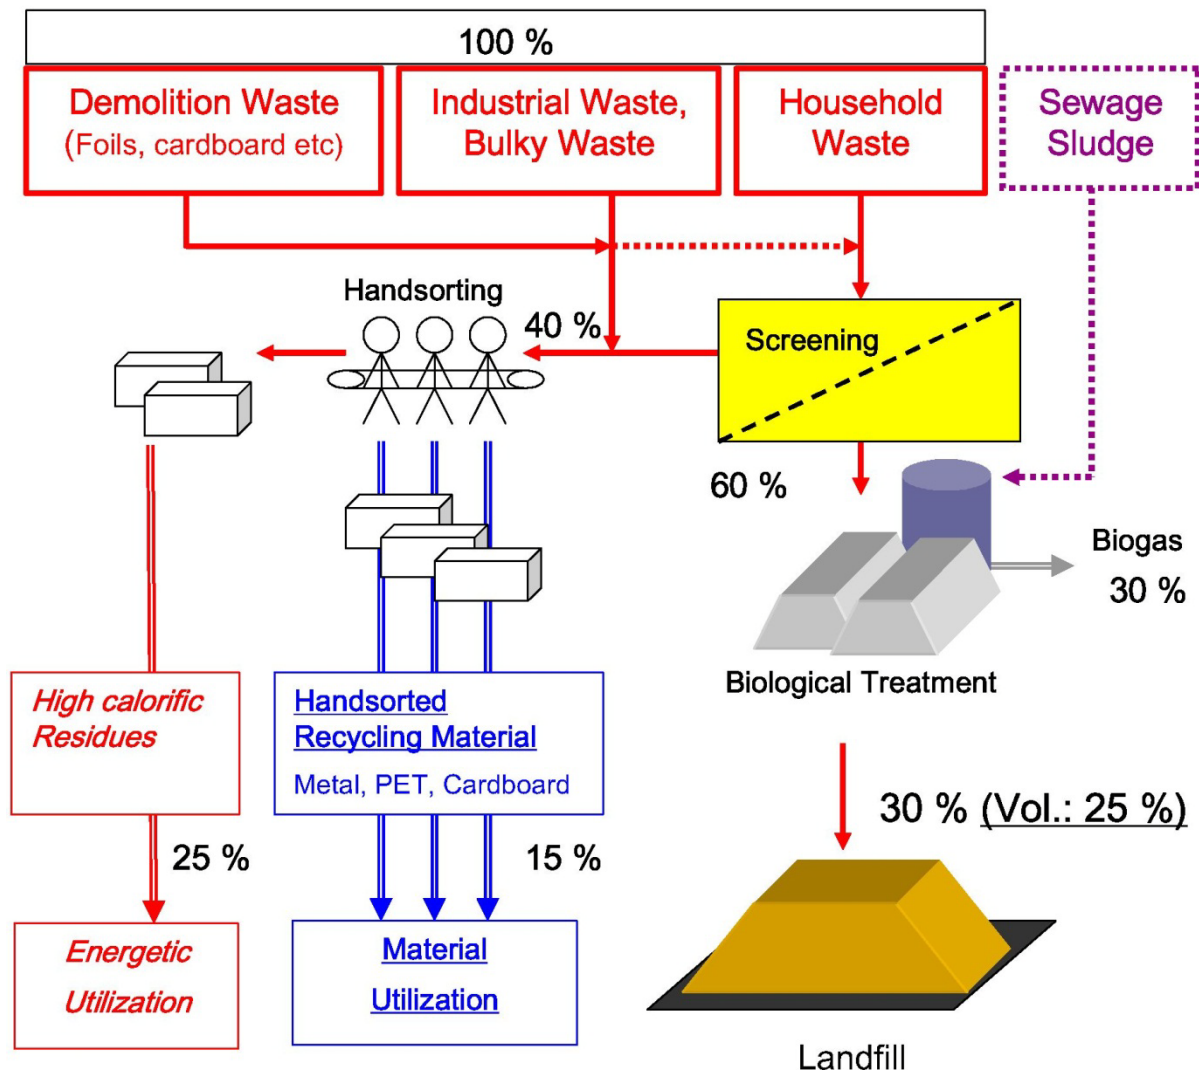 100 %
Demolition Waste
(Foils, cardboard etc)
Industrial Waste,
Bulky Waste
Household
Waste
Sewage
Sludge
Handsorting
40 %
Screening
60 %
Biogas
30 %
Biological Treatment
High calorific
Residues
Handsorted
Recycling Material
Metal, PET, Cardboard
30 % (Vol.: 25 %)
25 %
15 %
Energetic
Utilization
Material
Utilization
Landfill